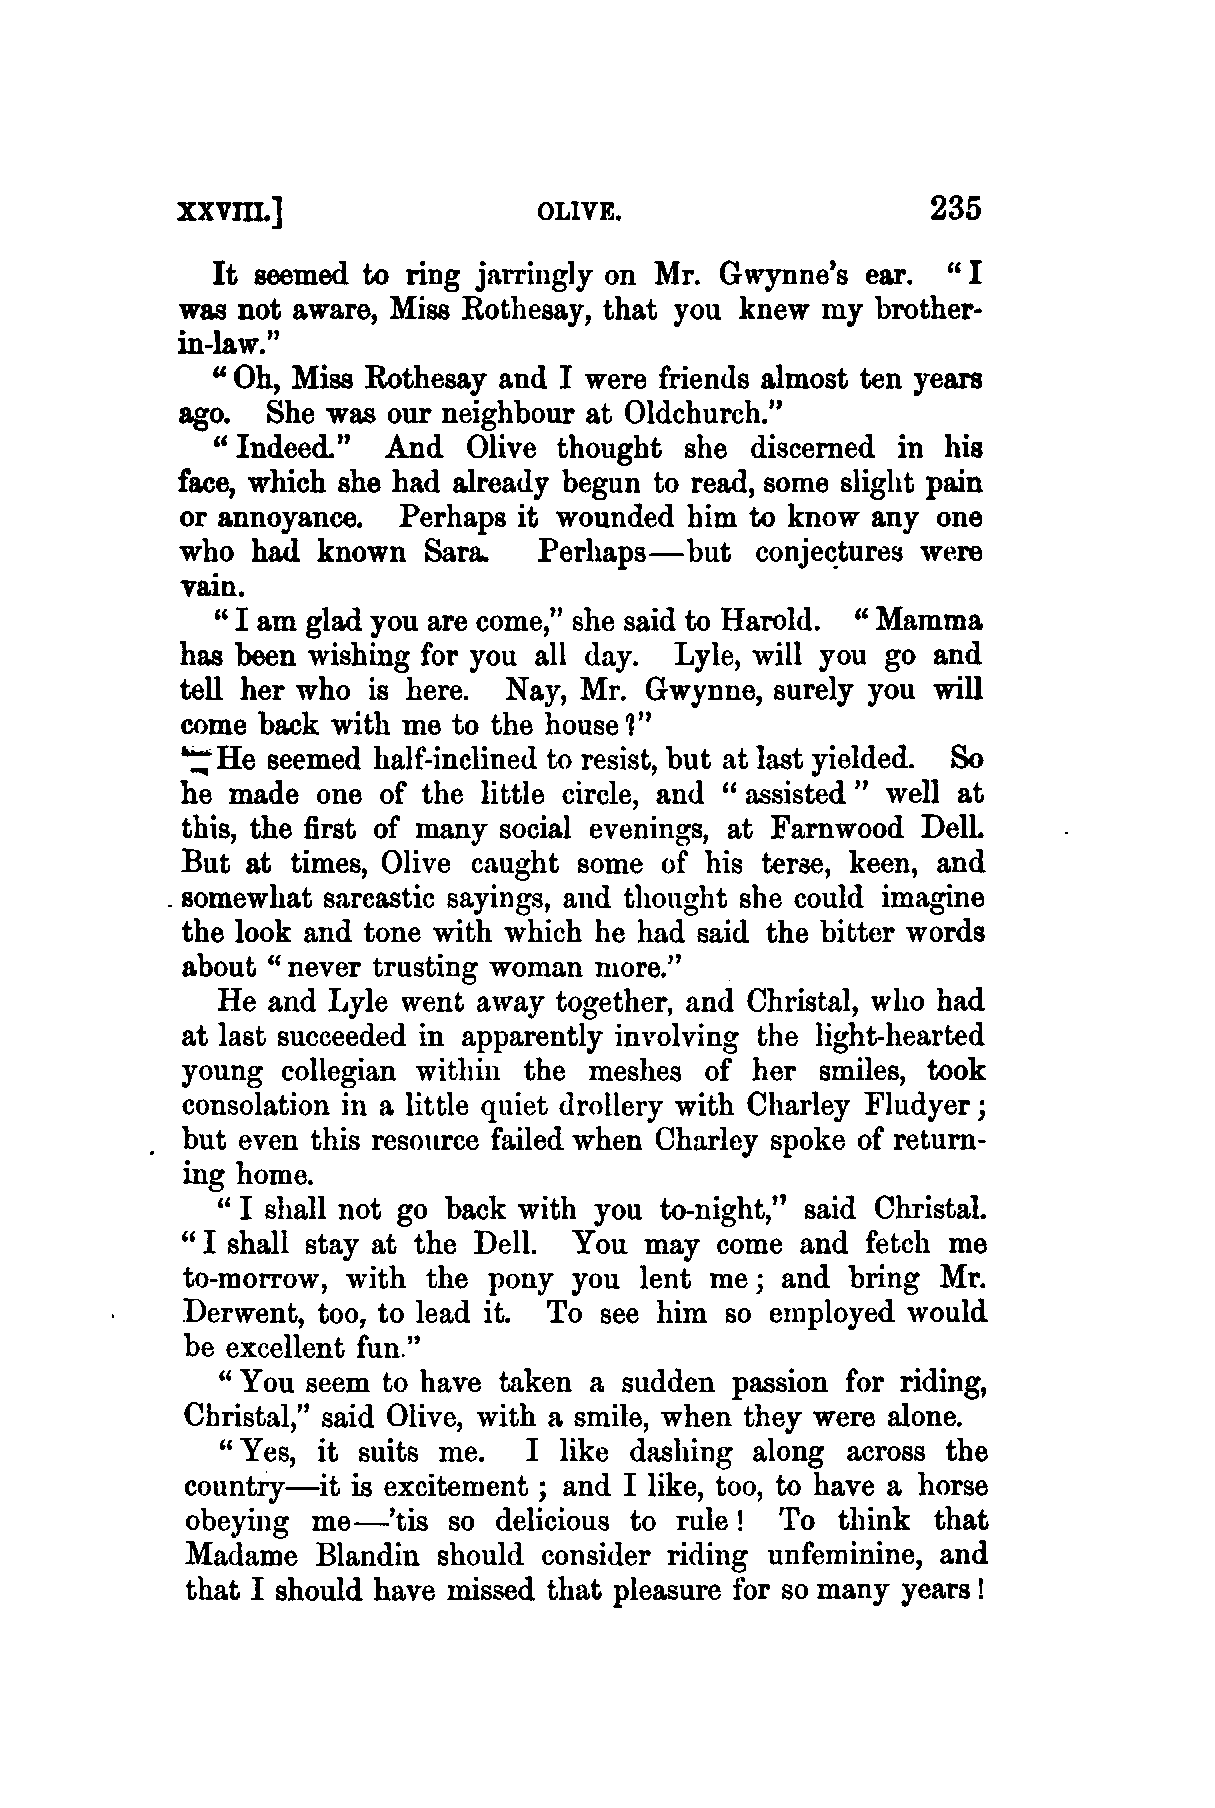 XXVIII.] OLIVE. 235
It seemed to ring jarringly on Mr. Gwynne's ear. "I
was not aware, Miss Rothesay, that you knew my brother-
in-law."
"Oh, Miss Rothesay and I were friends almost ten years
ago. She was our neighbour at Oldchurch."
"Indeed." And Olive thought she discerned in his
face, which she had already begun to read, some slight pain
or annoyance. Perhaps it wounded him to know any one
who had known Sara. Perhaps—but conjectures were
vain.
"I am glad you are come," she said to Harold. "Mamma
has been wishing for you all day. Lyle, will you go and
tell her who is here. Nay, Mr. Gwynne, surely you will
come back with me to the house?"
He seemed half-inclined to resist, but at last yielded. So
he made one of the little circle, and "assisted" well at
this, the first of many social evenings, at Farnwood Dell.
But at times, Olive caught some of his terse, keen, and
somewhat sarcastic sayings, and thought she could imagine
the look and tone with which he had said the bitter words
about "never trusting woman more."
He and Lyle went away together, and Christal, who had
at last succeeded in apparently involving the light-hearted
young collegian within the meshes of her smiles, took
consolation in a little quiet drollery with Charley Fludyer;
but even this resource failed when Charley spoke of return-
ing home.
"I shall not go back with you to-night," said Christal.
"I shall stay at the Dell. You may come and fetch me
to-morrow, with the pony you lent me; and bring Mr.
Derwent, too, to lead it. To see him so employed would
be excellent fun."
"You seem to have taken a sudden passion for riding,
Christal," said Olive, with a smile, when they were alone.
"Yes, it suits me. I like dashing along across the
country—it is excitement; and I like, too, to have a horse
obeying me—'tis so delicious to rule! To think that
Madame Blandin should consider riding unfeminine, and
that I should have missed that pleasure for so many years!